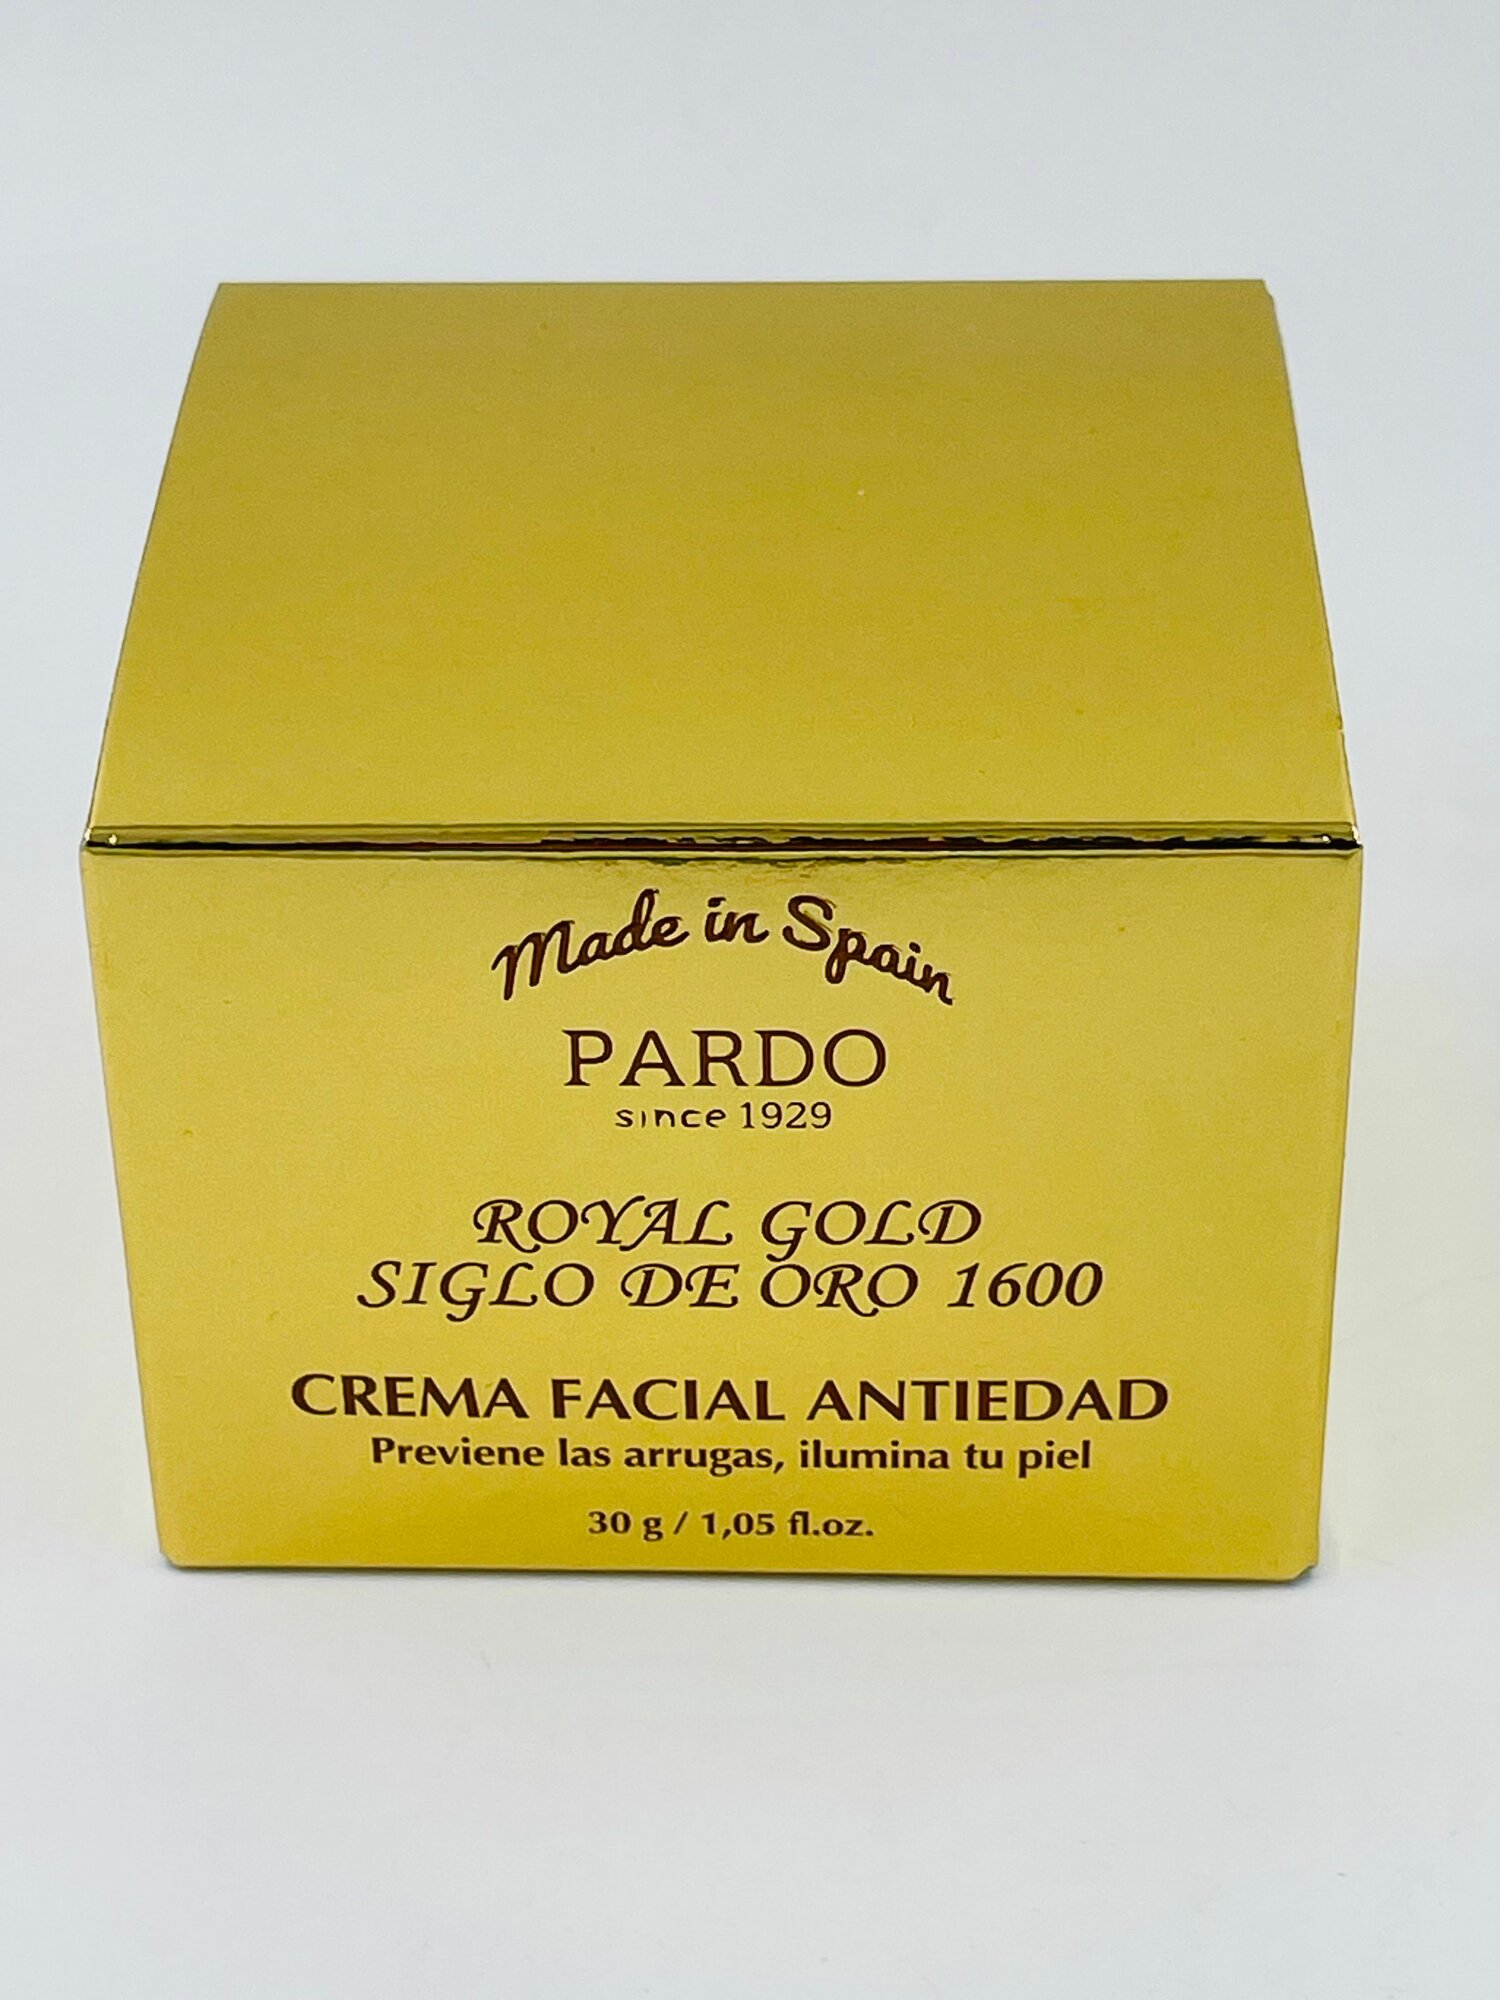 Made in Spain
PARDO
since 1929
ROYAL GOLD
SIGLO DE ORO 1600
CREMA FACIAL ANTIEDAD
Previene las arrugas, ilumina tu piel
30 g / 1,05 fl.oz.